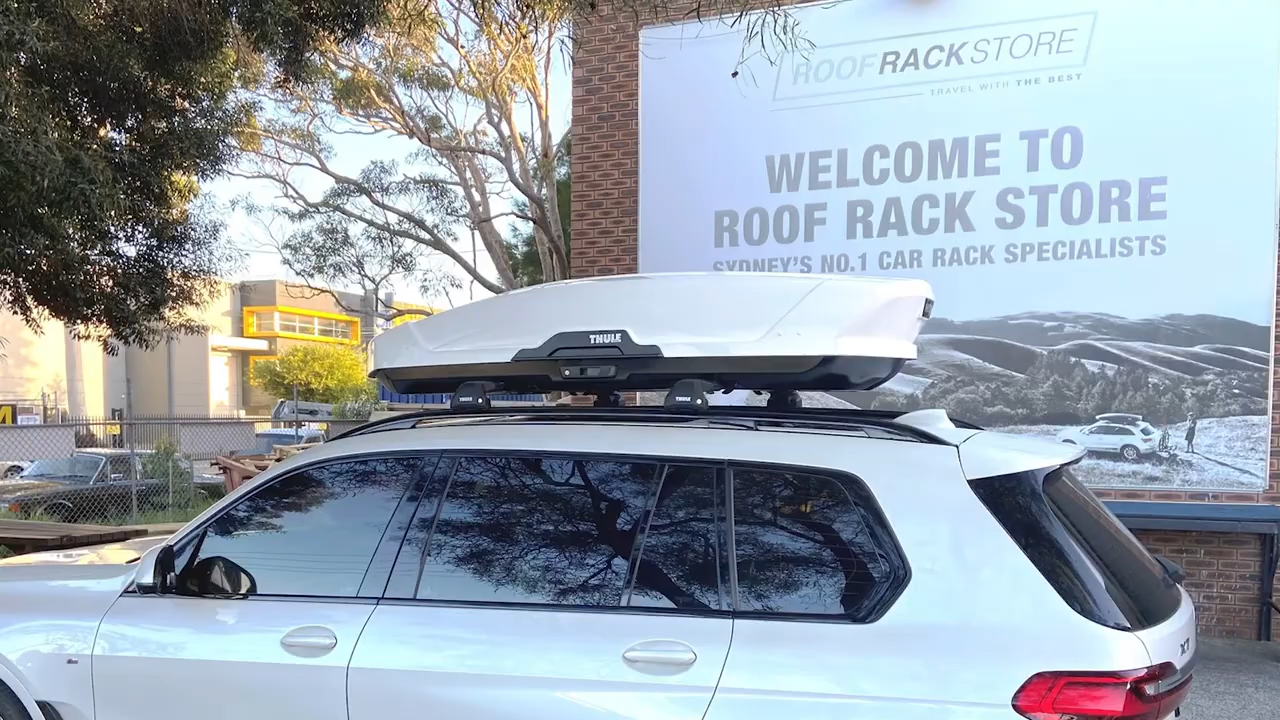 ROOFRACKSTORE
TRAVEL WITH THE BEST
WELCOME TO
ROOF RACK STORE
SYDNEY'S NO.1 CAR RACK SPECIALISTS
THULE
THULE
THULE
X7